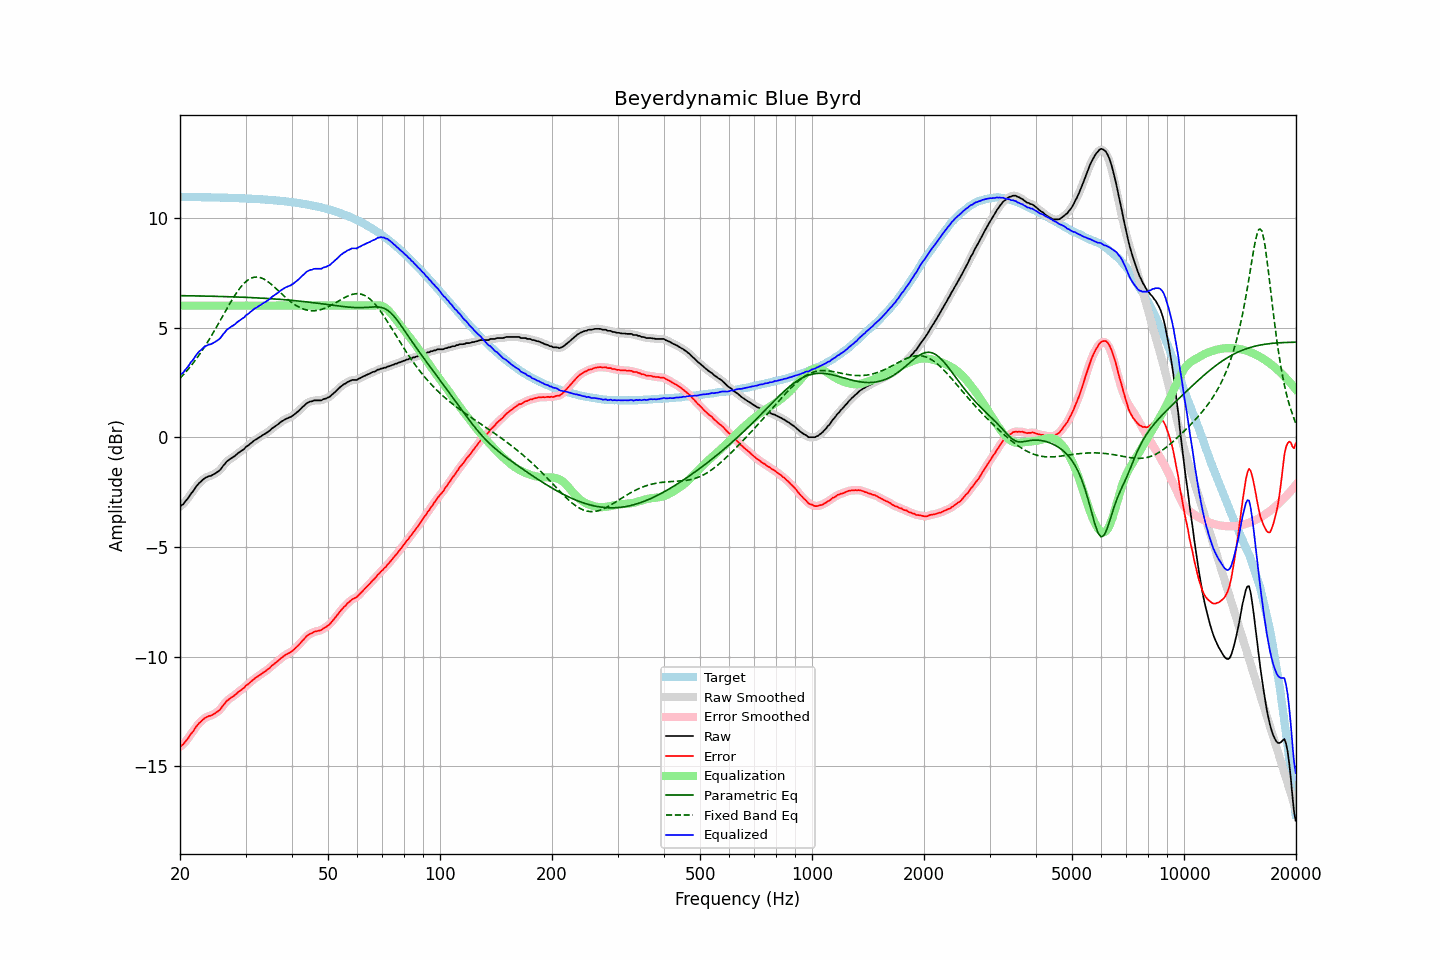 Beyerdynamic Blue Byrd
Amplitude (dBr)
10
5
0
−5
−10
−15
Target
Raw Smoothed
Error Smoothed
Raw
Error
Equalization
Parametric Eq
Fixed Band Eq
Equalized
20 50 100 200 500 1000 2000 5000 10000 20000
Frequency (Hz)